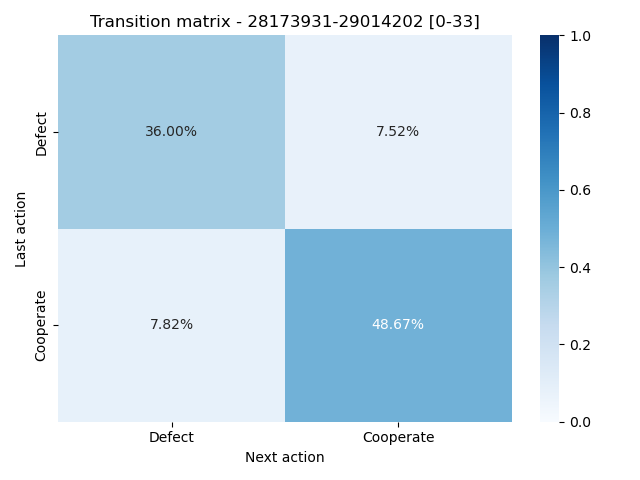 Transition matrix - 28173931-29014202 [0-33]
Last action
Defect
Cooperate
36.00%
7.52%
7.82%
48.67%
Defect
Cooperate
Next action
1.0
0.8
0.6
0.4
0.2
0.0